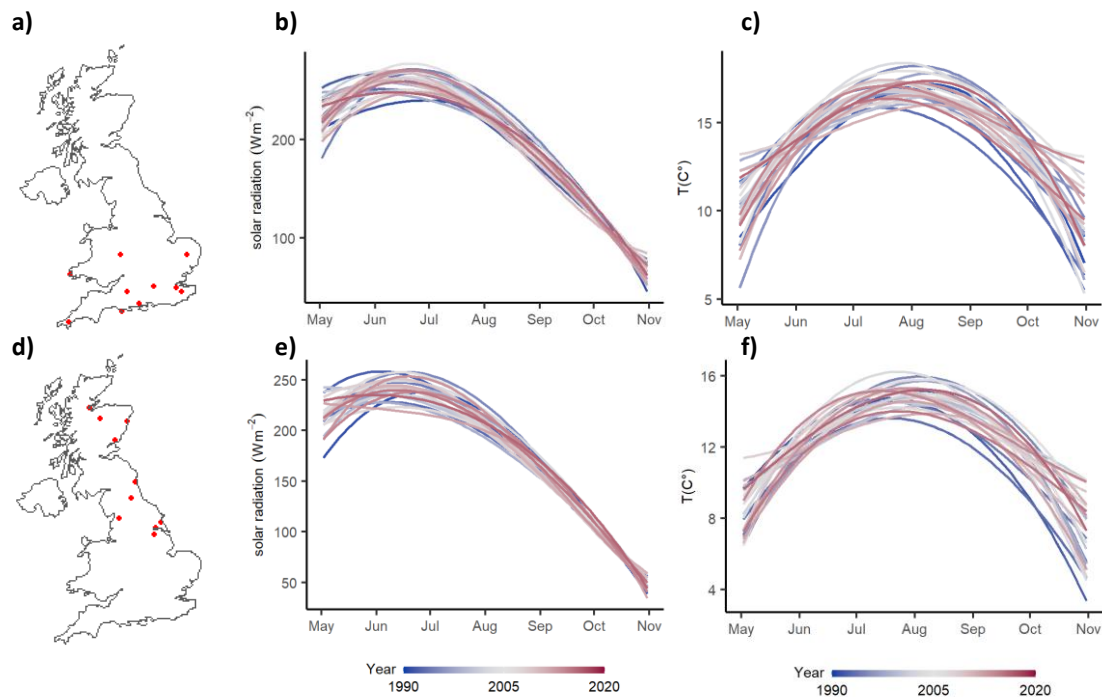 a)
b)
c)
solar radiation (Wm⁻²)
200
100
May Jun Jul Aug Sep Oct Nov
T(C°)
15
10
5
May Jun Jul Aug Sep Oct Nov
d)
e)
f)
solar radiation (Wm⁻²)
250
200
150
100
50
May Jun Jul Aug Sep Oct Nov
T(C°)
16
12
8
4
May Jun Jul Aug Sep Oct Nov
Year
1990 2005 2020
Year
1990 2005 2020